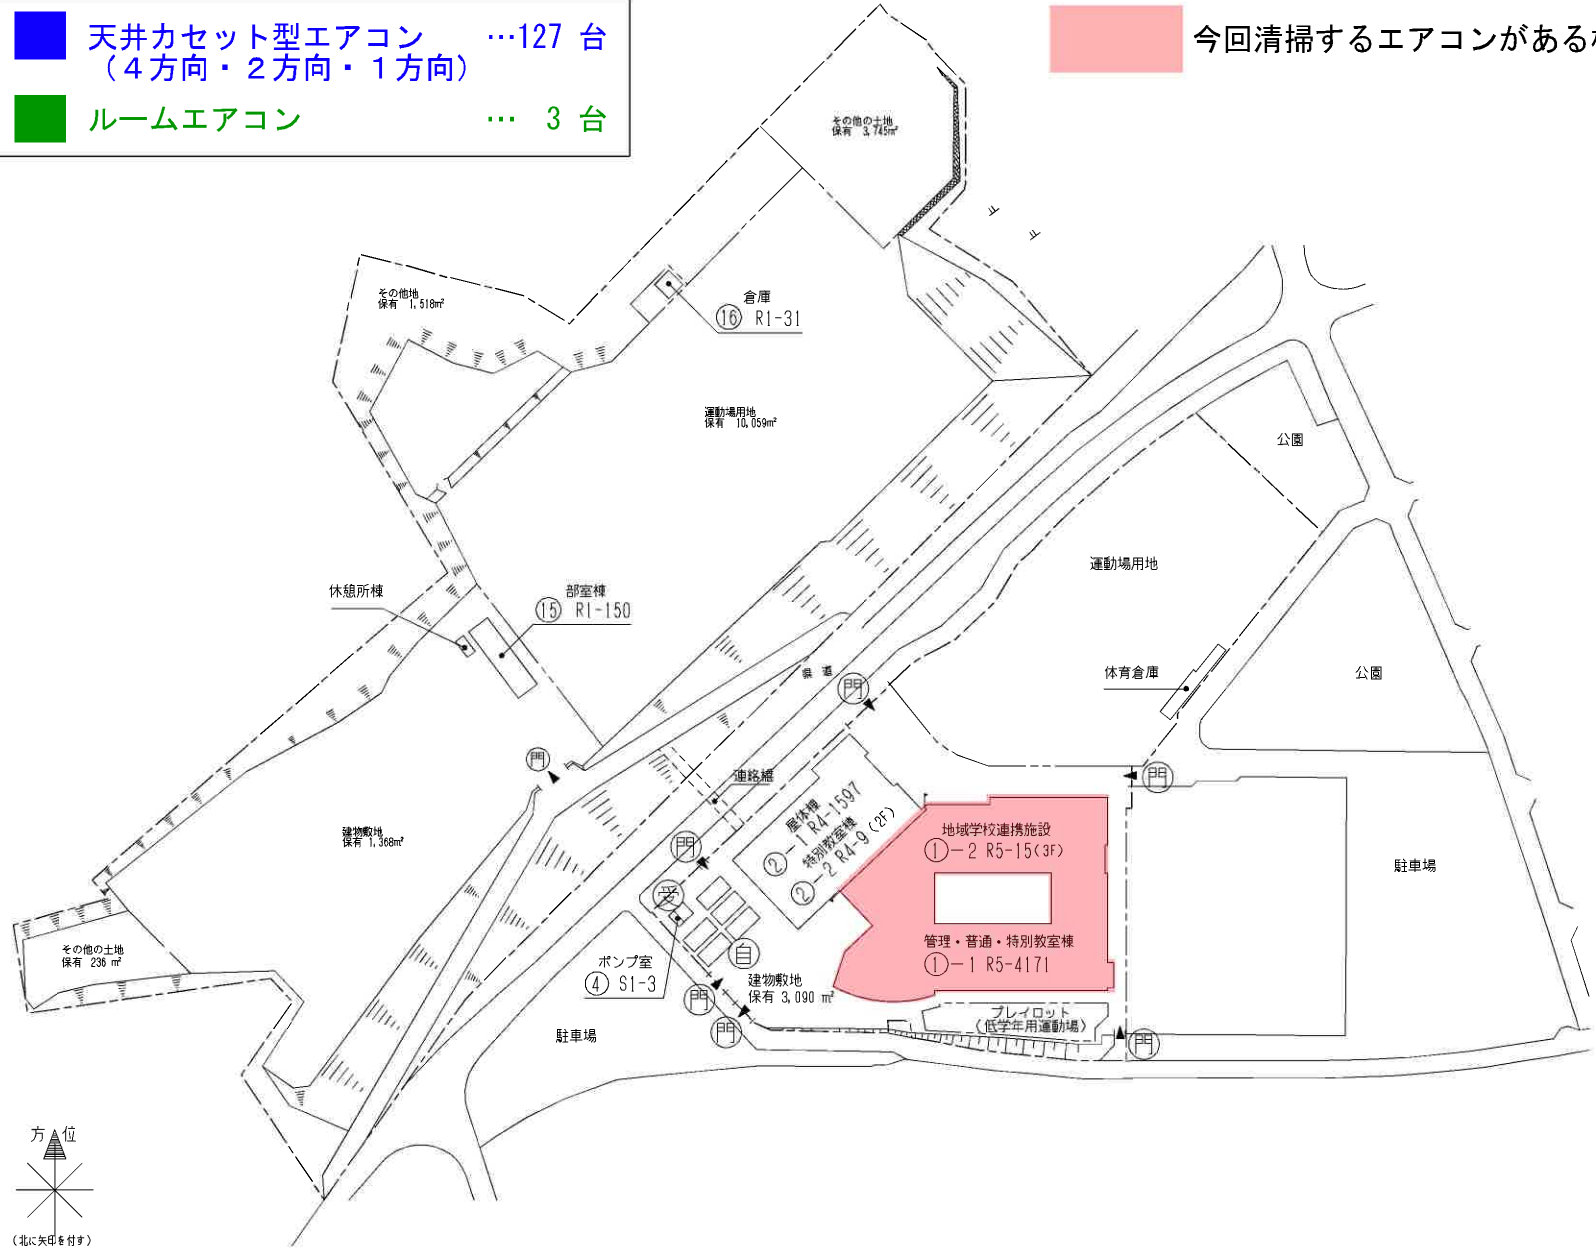 天井カセット型エアコン …127 台
（４方向・２方向・１方向）
ルームエアコン … 3 台
今回清掃するエアコンがある
その他の土地
保有 3,745㎡
その他地
保有 1,518㎡
倉庫
⑯ R1-31
運動場用地
保有 10,059㎡
公園
運動場用地
休憩所棟
部室棟
⑮ R1-150
県道
門
体育倉庫
公園
門
連絡橋
門
屋体棟
②-1 R4-1597
特別教室棟
②-2 R4-9(2F)
建物敷地
保有 1,368㎡
門
地域学校連携施設
①-2 R5-15(3F)
駐車場
受
管理・普通・特別教室棟
①-1 R5-4171
その他の土地
保有 236 ㎡
自
ポンプ室
④ S1-3
建物敷地
保有 3,090 ㎡
門
門
プレイロット
(低学年用運動場)
門
駐車場
方位
(北に矢印を付す)